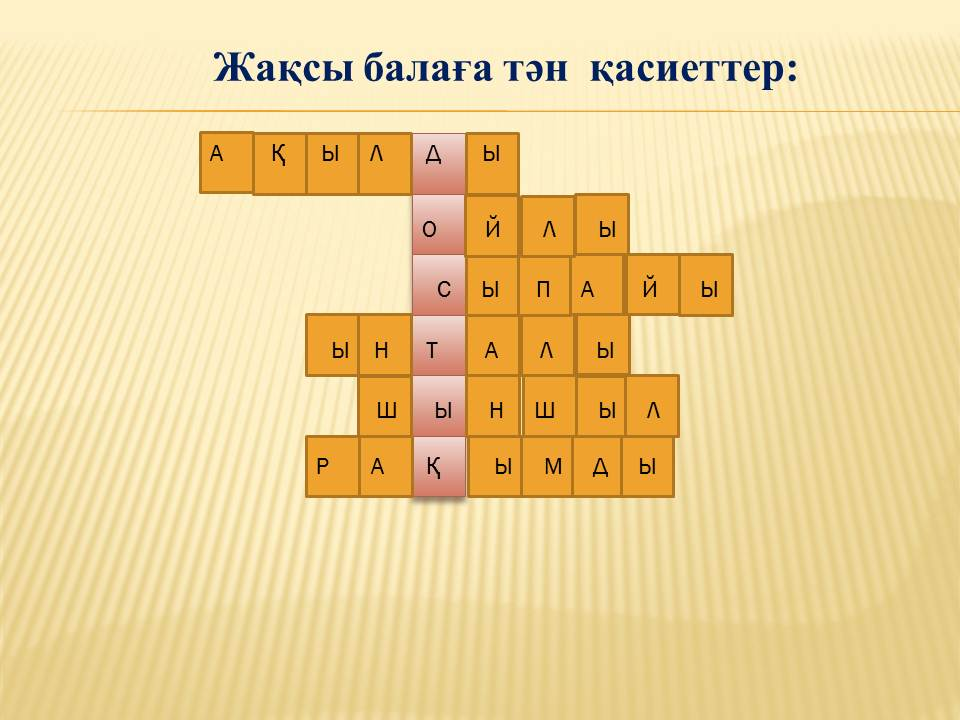 Жақсы балаға тән қасиеттер:
А Қ Ы Л Д Ы
О Й Л Ы
С Ы П А Й Ы
Ы Н Т А Л Ы
Ш Ы Н Ш Ы Л
Р А Қ Ы М Д Ы